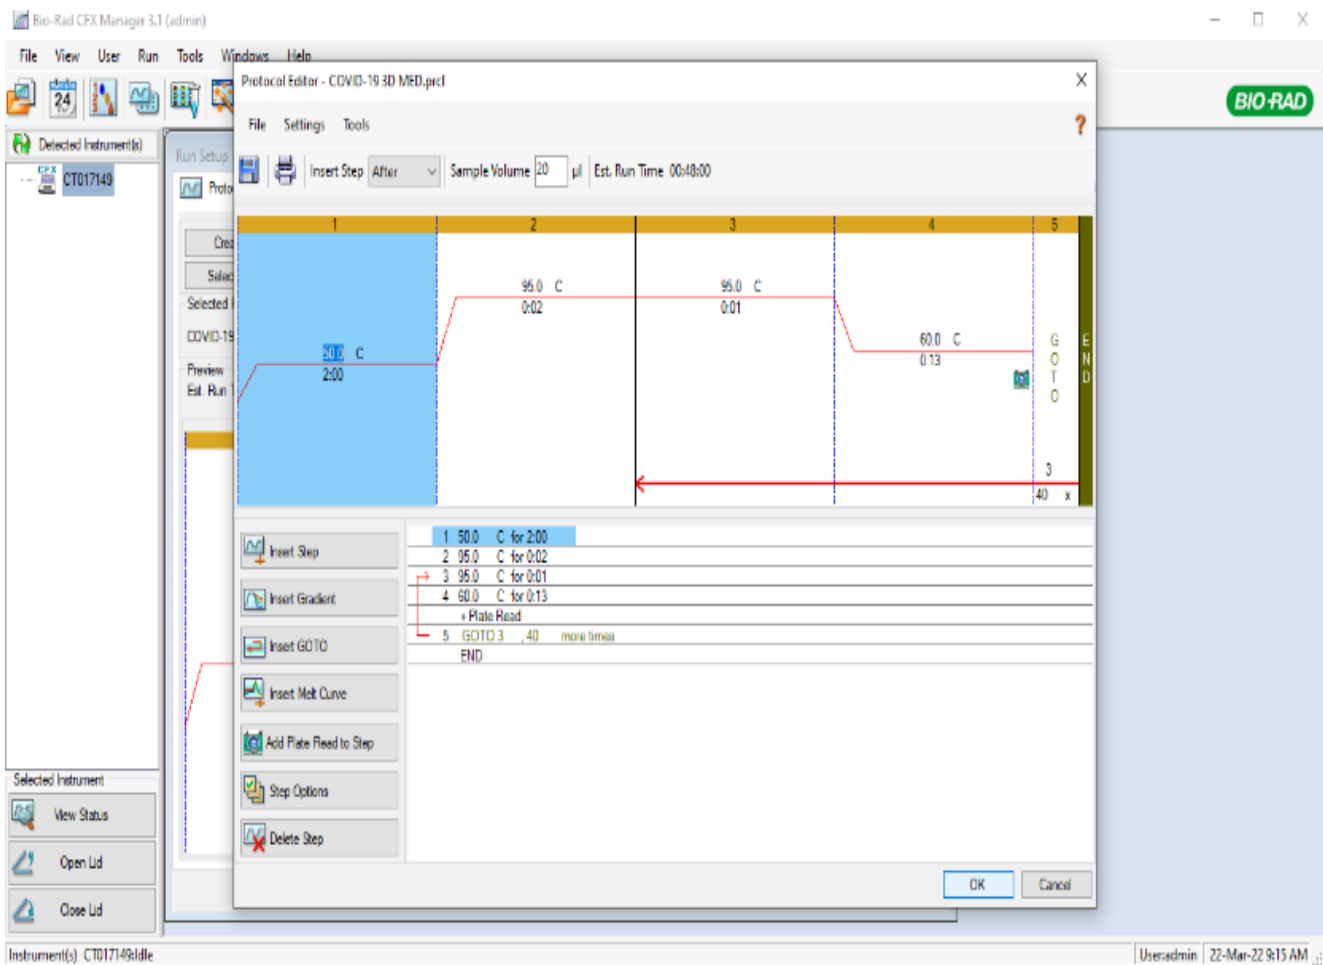 Bio-Rad CFX Manager 3.1 (admin)
File View User Run Tools Windows Help
24
BIO-RAD
Detected Instrument(s)
CFX
CT017149
Run Setup
Proto
Crea
Selec
Selected
COVID-19
Preview
Est. Run
Protocol Editor - COVID-19 3D MED.prcl
File Settings Tools
?
Insert Step After Sample Volume 20 µl Est. Run Time 00:48:00
1 2 3 4 5
95.0 C
0:02
95.0 C
0:01
50.0 C
2:00
60.0 C
0:13
GOTO
END
3
40 x
Insert Step
Insert Gradient
Insert GOTO
Insert Melt Curve
Add Plate Read to Step
Step Options
Delete Step
1 50.0 C for 2:00
2 95.0 C for 0:02
3 95.0 C for 0:01
4 60.0 C for 0:13
+ Plate Read
5 GOTO 3 , 40 more times
END
OK Cancel
Selected Instrument
View Status
Open Lid
Close Lid
Instrument(s) CT017149:Idle
User:admin 22-Mar-22 9:15 AM